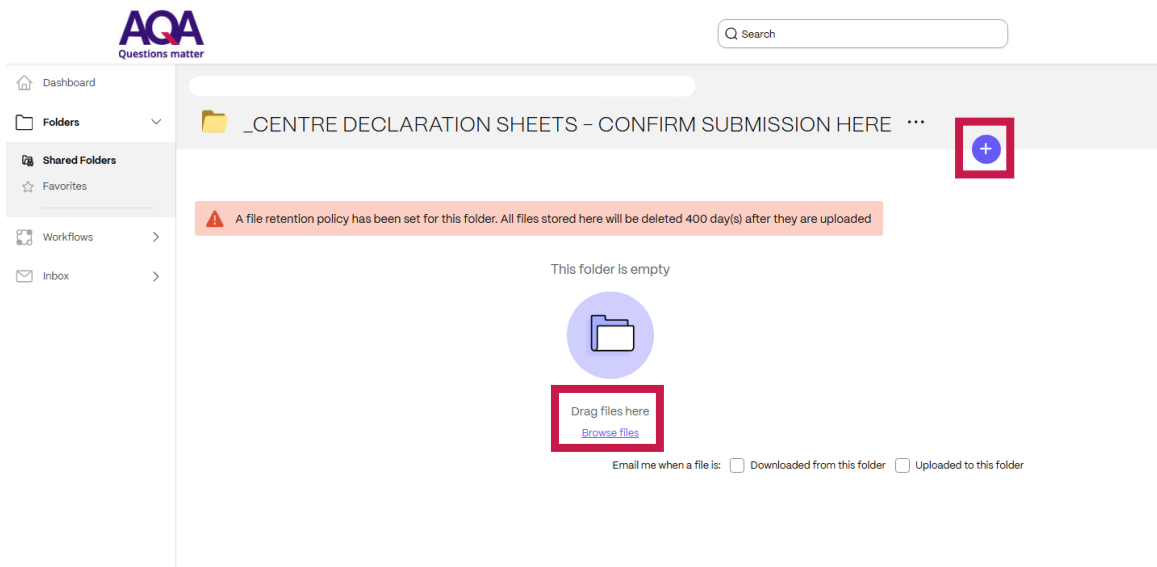 AQA
Questions matter
Search
Dashboard
Folders
Shared Folders
Favorites
Workflows
Inbox
_CENTRE DECLARATION SHEETS – CONFIRM SUBMISSION HERE ...
+
A file retention policy has been set for this folder. All files stored here will be deleted 400 day(s) after they are uploaded
This folder is empty
Drag files here
Browse files
Email me when a file is: Downloaded from this folder Uploaded to this folder